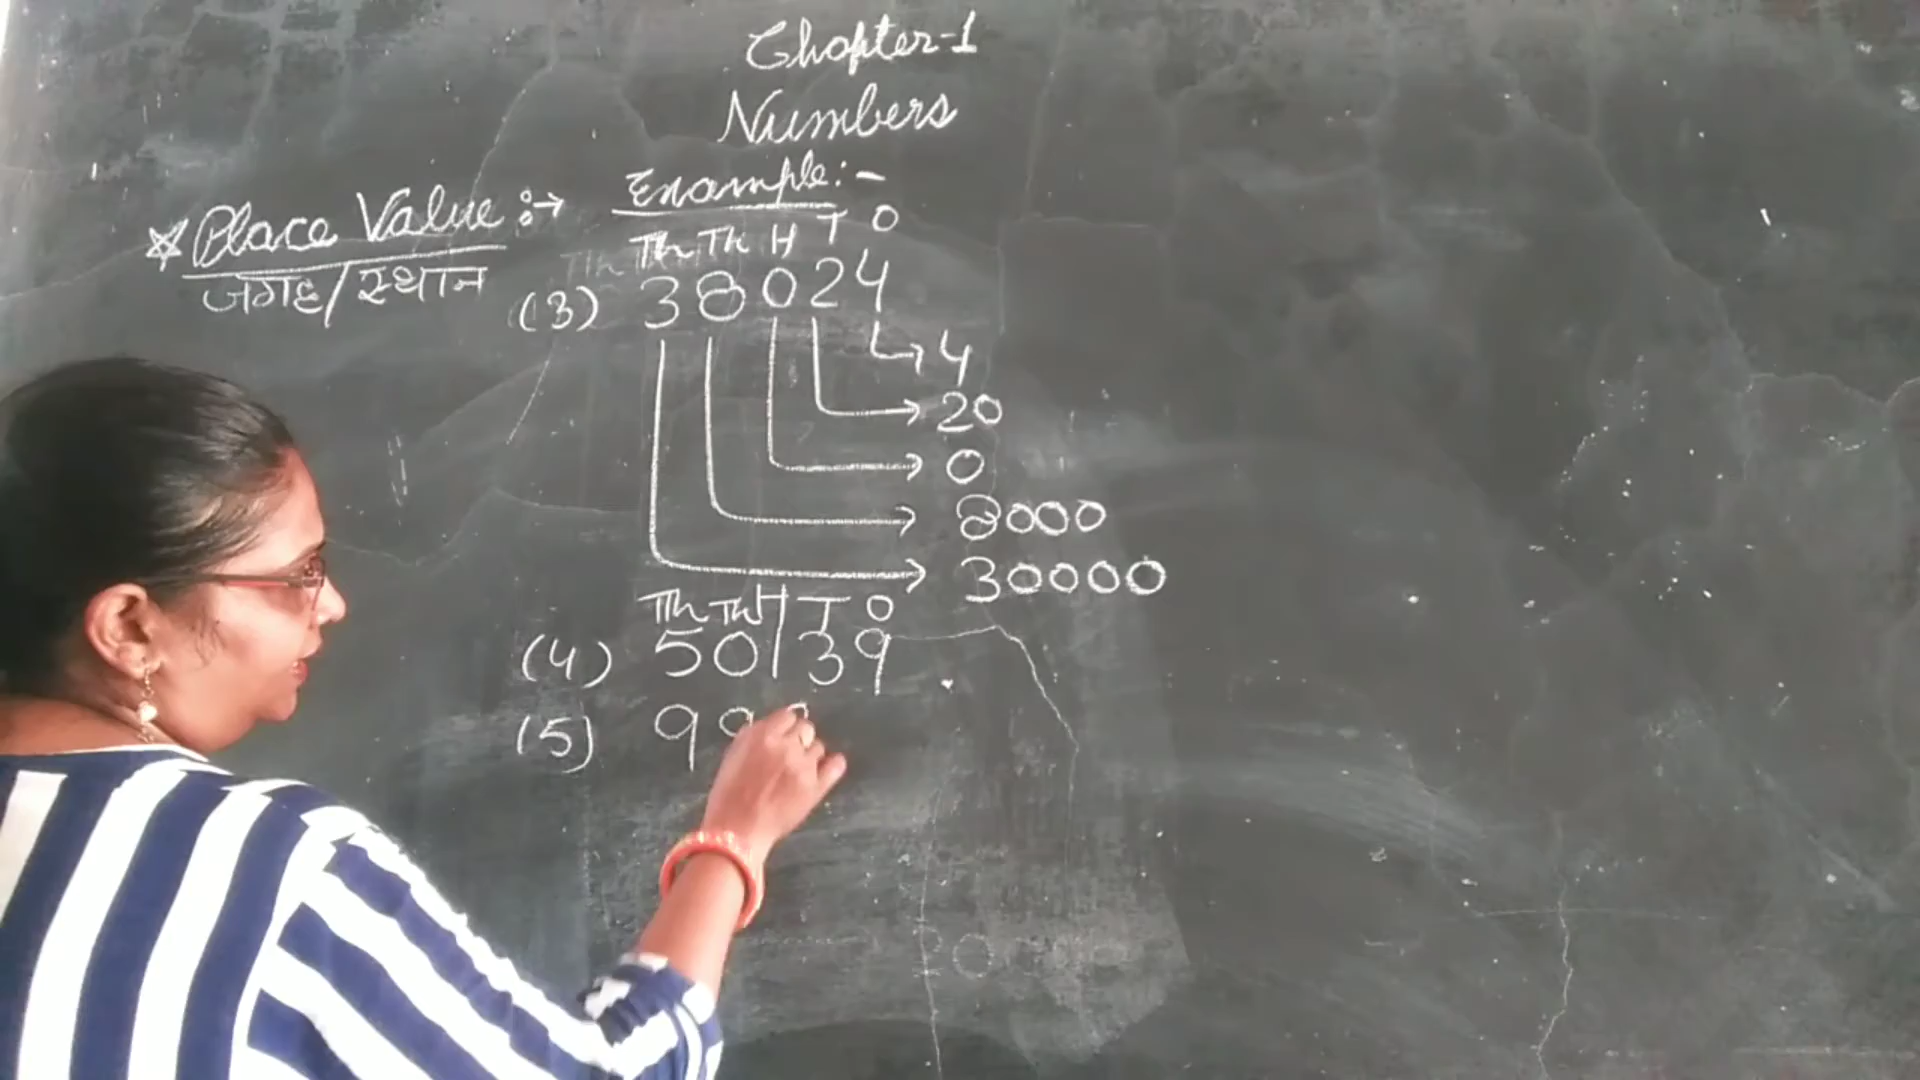 Chapter-1
Numbers
Place Value :→ Example:-
जगह/स्थान
TTh Th H T O
(3) 38024
4
20
0
8000
30000
TTh Th H T O
(4) 50139
(5) 99